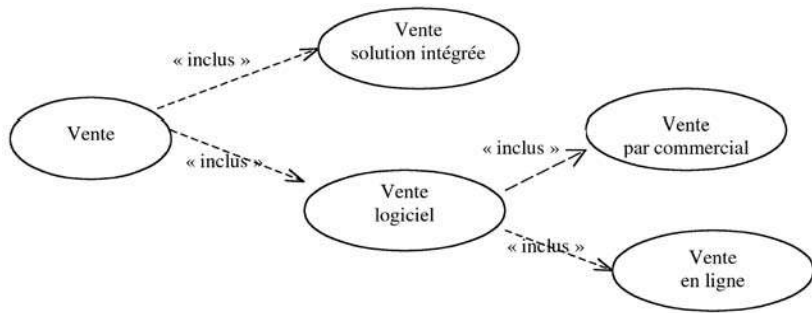 Vente
solution intégrée
« inclus »
Vente
« inclus »
Vente
par commercial
« inclus »
Vente
logiciel
« inclus »
Vente
en ligne